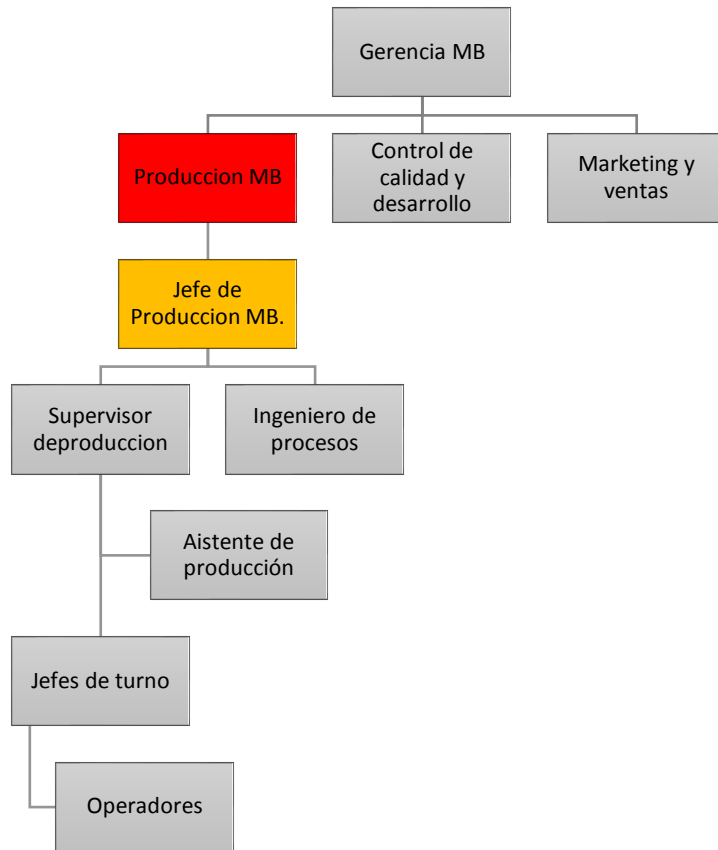 Gerencia MB
Produccion MB
Control de
calidad y
desarrollo
Marketing y
ventas
Jefe de
Produccion MB.
Supervisor
deproduccion
Ingeniero de
procesos
Aistente de
producción
Jefes de turno
Operadores